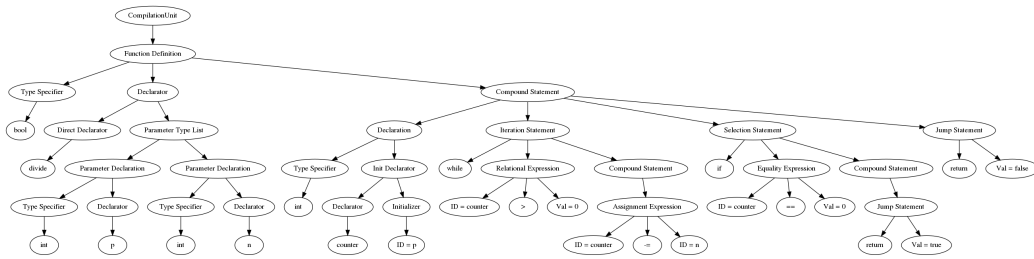 CompilationUnit
Function Definition
Type Specifier Declarator Compound Statement
bool Direct Declarator Parameter Type List Declaration Iteration Statement Selection Statement Jump Statement
divide Parameter Declaration Parameter Declaration Type Specifier Init Declarator while Relational Expression Compound Statement if Equality Expression Compound Statement return Val = false
Type Specifier Declarator Type Specifier Declarator int Declarator Initializer ID = counter > Val = 0 Assignment Expression ID = counter == Val = 0 Jump Statement
int p int n counter ID = p ID = counter -= ID = n return Val = true